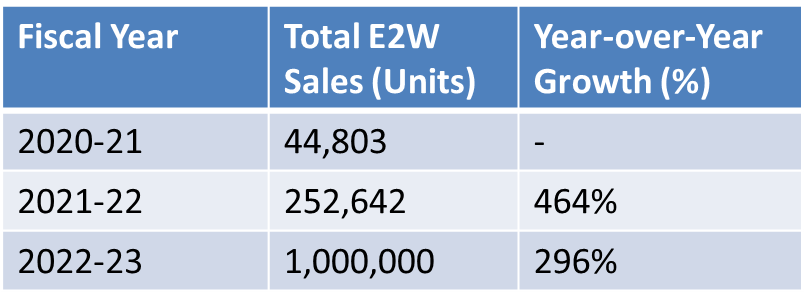 Fiscal Year Total E2W Sales (Units) Year-over-Year Growth (%)
2020-21 44,803 -
2021-22 252,642 464%
2022-23 1,000,000 296%